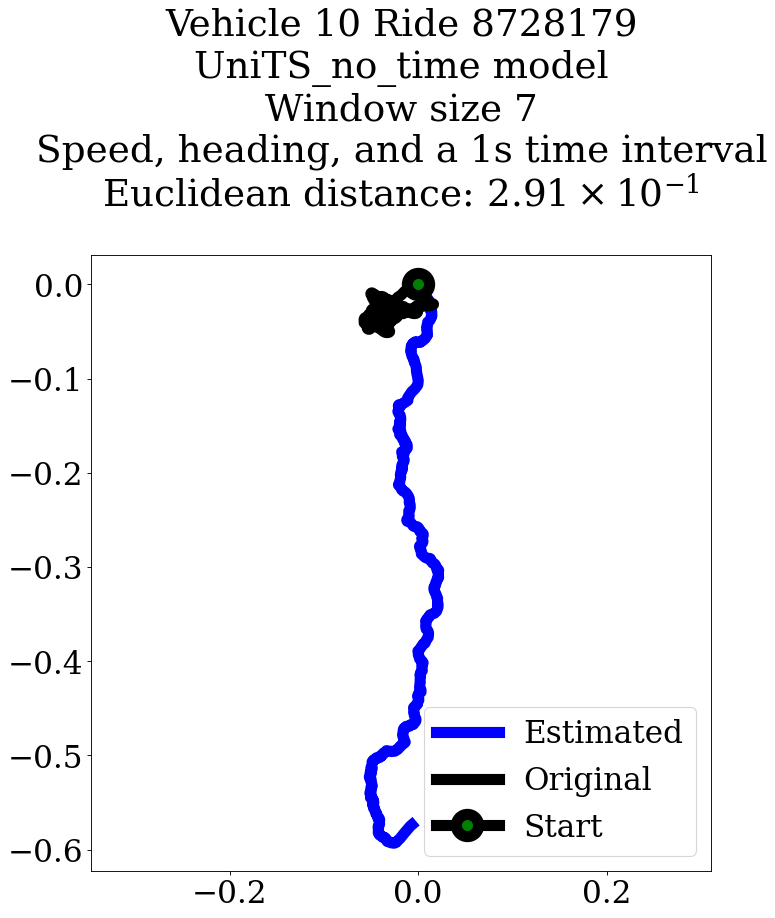 Vehicle 10 Ride 8728179
UniTS_no_time model
Window size 7
Speed, heading, and a 1s time interval
Euclidean distance: 2.91 × 10⁻¹
0.0
−0.1
−0.2
−0.3
−0.4
−0.5
−0.6
Estimated
Original
Start
−0.2 0.0 0.2